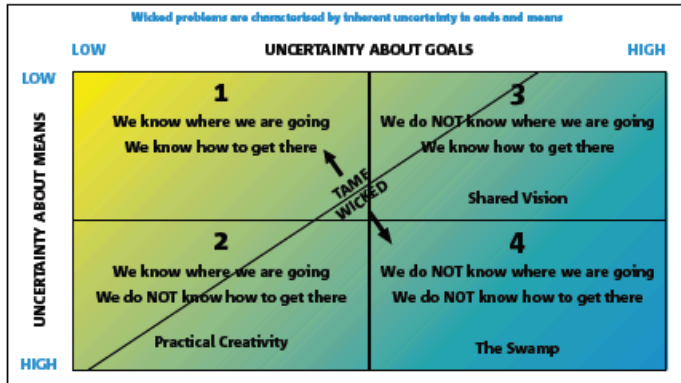 Wicked problems are characterised by inherent uncertainty in ends and means
LOW UNCERTAINTY ABOUT GOALS HIGH
LOW
UNCERTAINTY ABOUT MEANS
HIGH
1
We know where we are going
We know how to get there
3
We do NOT know where we are going
We know how to get there
Shared Vision
TAME
WICKED
2
We know where we are going
We do NOT know how to get there
Practical Creativity
4
We do NOT know where we are going
We do NOT know how to get there
The Swamp